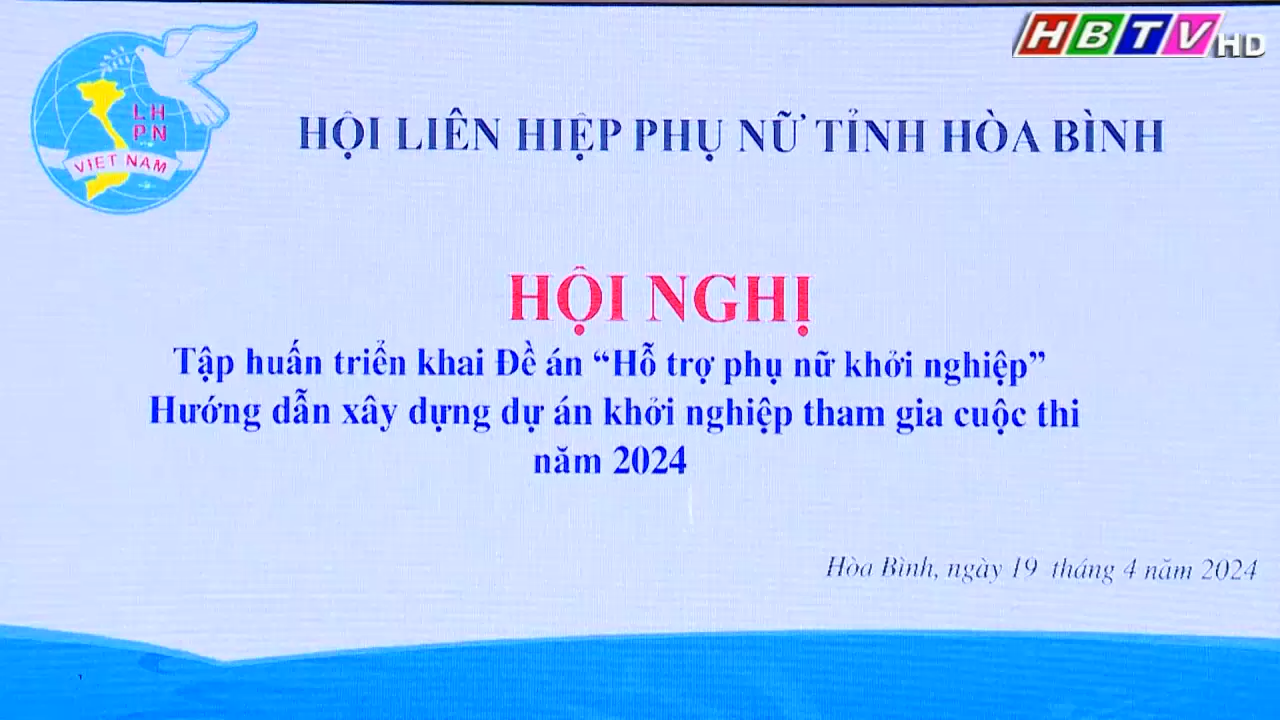 HBTV HD
LH
PN
VIET NAM
HỘI LIÊN HIỆP PHỤ NỮ TỈNH HÒA BÌNH
HỘI NGHỊ
Tập huấn triển khai Đề án “Hỗ trợ phụ nữ khởi nghiệp”
Hướng dẫn xây dựng dự án khởi nghiệp tham gia cuộc thi
năm 2024
Hòa Bình, ngày 19 tháng 4 năm 2024